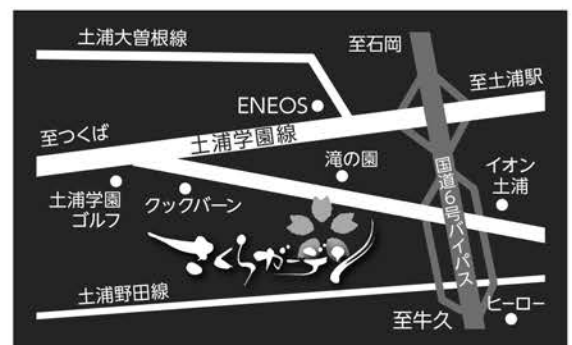 土浦大曽根線
至石岡
至土浦駅
ENEOS
至つくば
土浦学園線
滝の園
国道6号バイパス
イオン
土浦
土浦学園
ゴルフ
クックバーン
さくらガーデン
土浦野田線
至牛久
ヒーロー